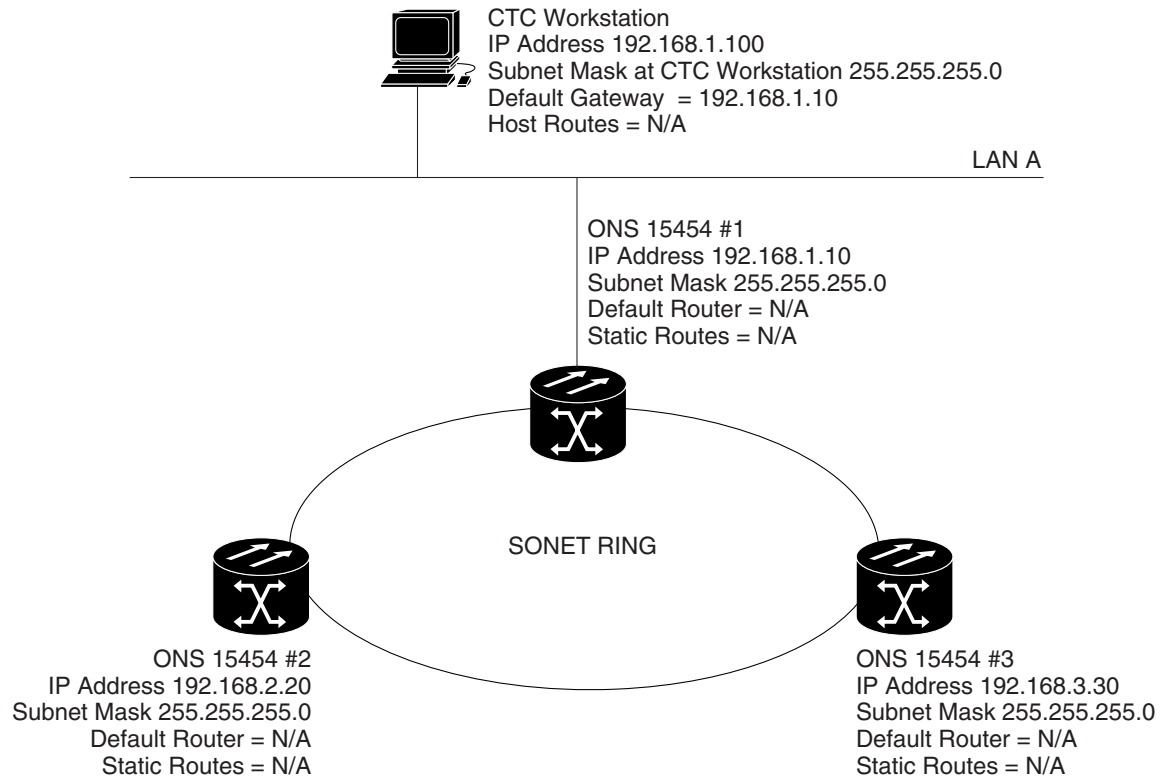 CTC Workstation
IP Address 192.168.1.100
Subnet Mask at CTC Workstation 255.255.255.0
Default Gateway = 192.168.1.10
Host Routes = N/A
LAN A
ONS 15454 #1
IP Address 192.168.1.10
Subnet Mask 255.255.255.0
Default Router = N/A
Static Routes = N/A
SONET RING
ONS 15454 #2
IP Address 192.168.2.20
Subnet Mask 255.255.255.0
Default Router = N/A
Static Routes = N/A
ONS 15454 #3
IP Address 192.168.3.30
Subnet Mask 255.255.255.0
Default Router = N/A
Static Routes = N/A